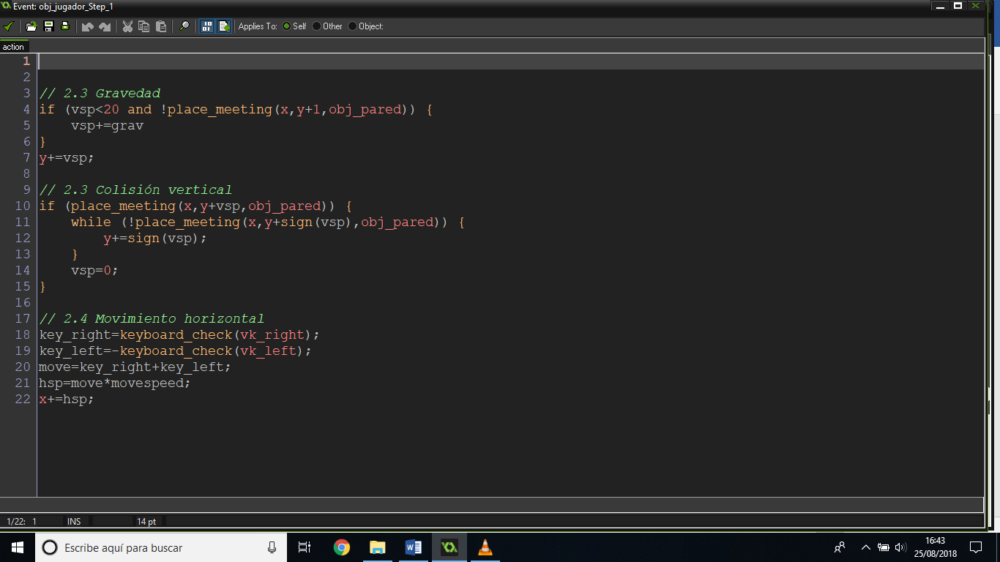 Event: obj_jugador_Step_1
Applies To: Self Other Object:
action
1
2
3 // 2.3 Gravedad
4 if (vsp<20 and !place_meeting(x,y+1,obj_pared)) {
5     vsp+=grav
6 }
7 y+=vsp;
8
9 // 2.3 Colisión vertical
10 if (place_meeting(x,y+vsp,obj_pared)) {
11     while (!place_meeting(x,y+sign(vsp),obj_pared)) {
12         y+=sign(vsp);
13     }
14     vsp=0;
15 }
16
17 // 2.4 Movimiento horizontal
18 key_right=keyboard_check(vk_right);
19 key_left=-keyboard_check(vk_left);
20 move=key_right+key_left;
21 hsp=move*movespeed;
22 x+=hsp;
1/22: 1 INS 14 pt
Escribe aquí para buscar
16:43
25/08/2018